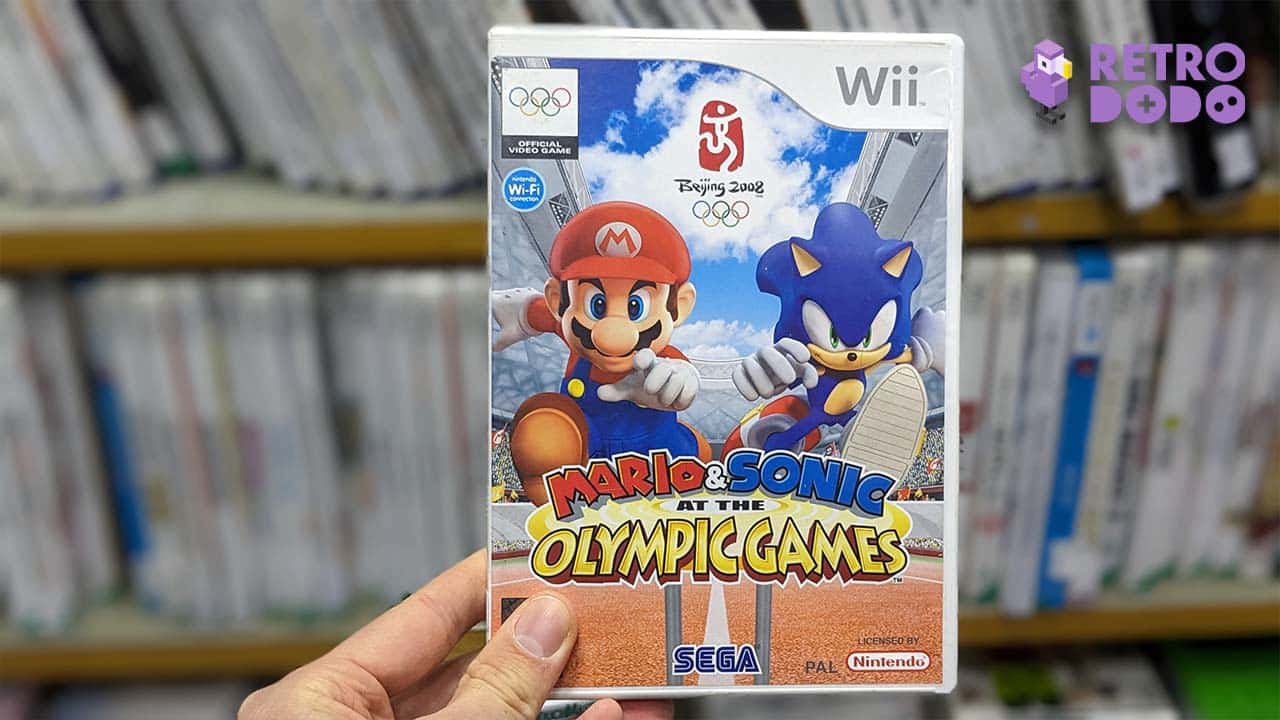 RETRO
DODO
Wii
OFFICIAL
VIDEO GAME
Nintendo
Wi-Fi
CONNECTION
Beijing 2008
M
MARIO & SONIC
AT THE
OLYMPIC GAMES
™
SEGA
PAL
LICENSED BY
Nintendo